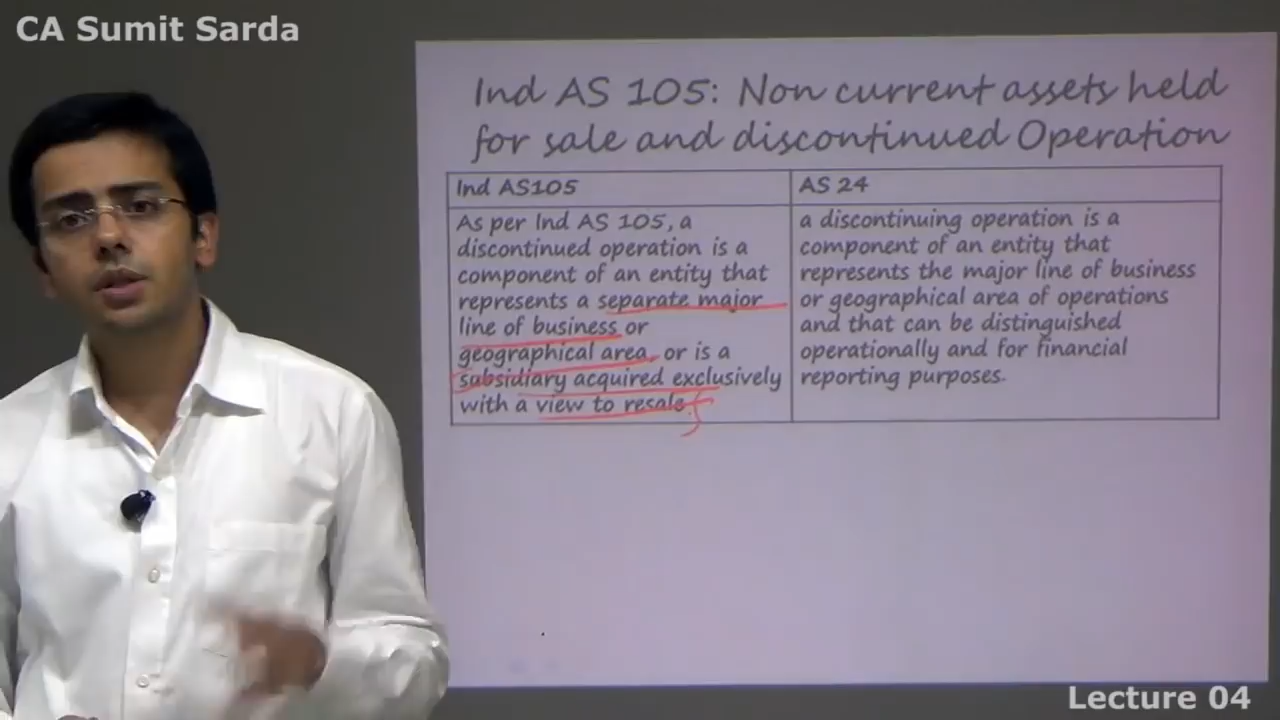 CA Sumit Sarda
Ind AS 105: Non current assets held
for sale and discontinued Operation
Ind AS105
As per Ind AS 105, a
discontinued operation is a
component of an entity that
represents a separate major
line of business or
geographical area, or is a
subsidiary acquired exclusively
with a view to resale.
AS 24
a discontinuing operation is a
component of an entity that
represents the major line of business
or geographical area of operations
and that can be distinguished
operationally and for financial
reporting purposes.
Lecture 04